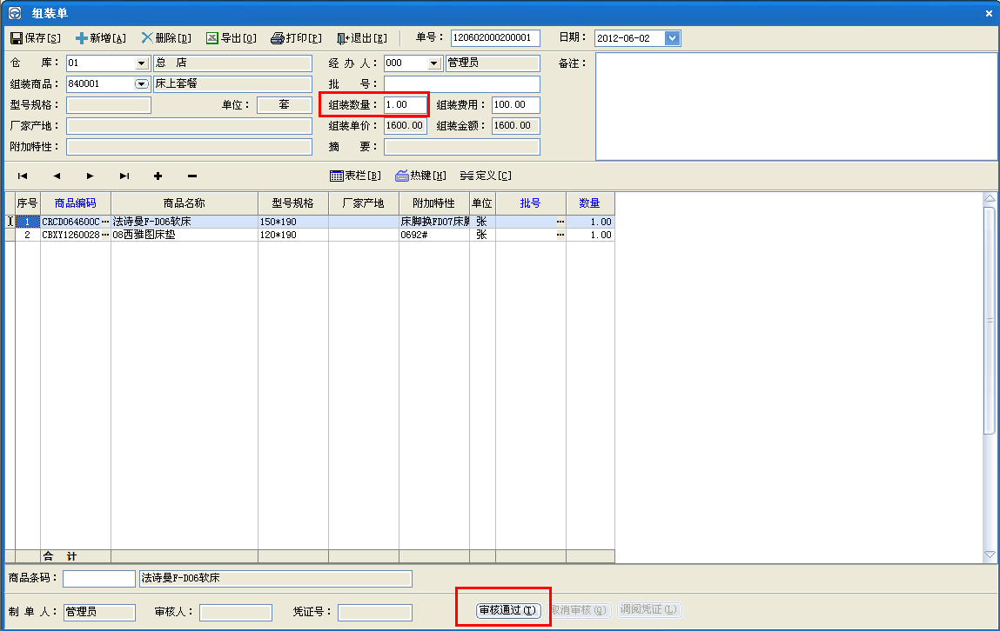 组装单
保存[S] 新增[A] 删除[D] 导出[O] 打印[P] 退出[E] 单号： 120602000200001 日期： 2012-06-02
仓 库： 01 总 店 经 办 人： 000 管理员 备注：
组装商品： 840001 床上套餐 批 号：
型号规格： 单位： 套 组装数量： 1.00 组装费用： 100.00
厂家产地： 组装单价： 1600.00 组装金额： 1600.00
附加特性： 摘 要：
表栏[B] 热键[H] 定义[C]
序号 商品编码 商品名称 型号规格 厂家产地 附加特性 单位 批号 数量
1 CRCD064600C 法诗曼F-D06软床 150*190 床脚换FD07床脚 张 1.00
2 CBXY1260028 08西雅图床垫 120*190 0692# 张 1.00
合 计
商品条码： 法诗曼F-D06软床
制 单 人： 管理员 审核人： 凭证号： 审核通过(T) 取消审核(Q) 调阅凭证(L)